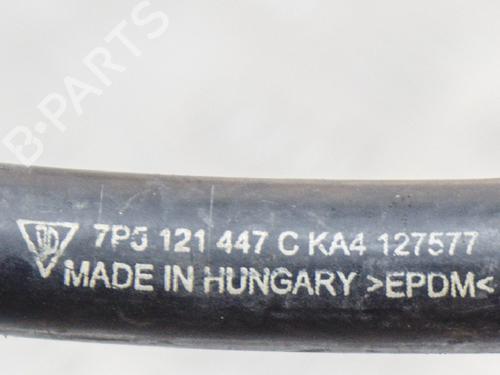 B-PARTS
7P5 121 447 C KA4 127577
MADE IN HUNGARY >EPDM<